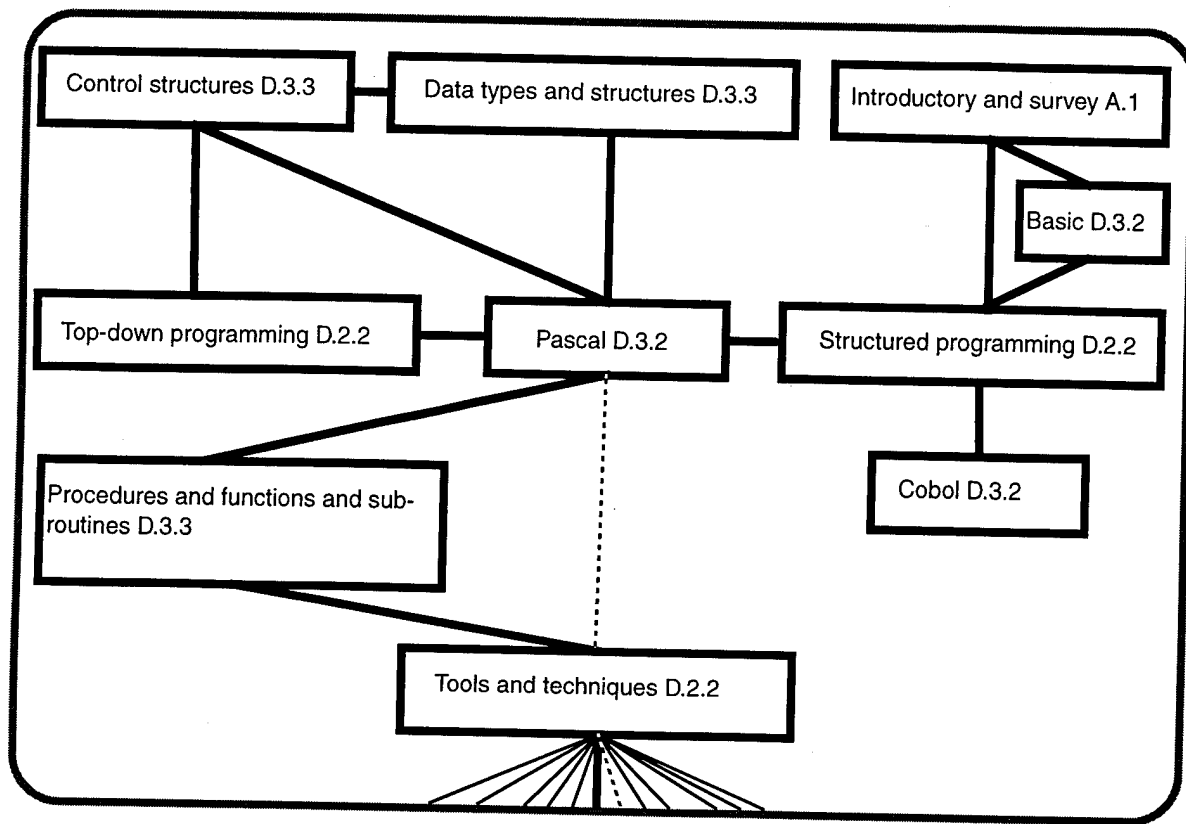 Control structures D.3.3
Data types and structures D.3.3
Introductory and survey A.1
Basic D.3.2
Top-down programming D.2.2
Pascal D.3.2
Structured programming D.2.2
Procedures and functions and sub-
routines D.3.3
Cobol D.3.2
Tools and techniques D.2.2